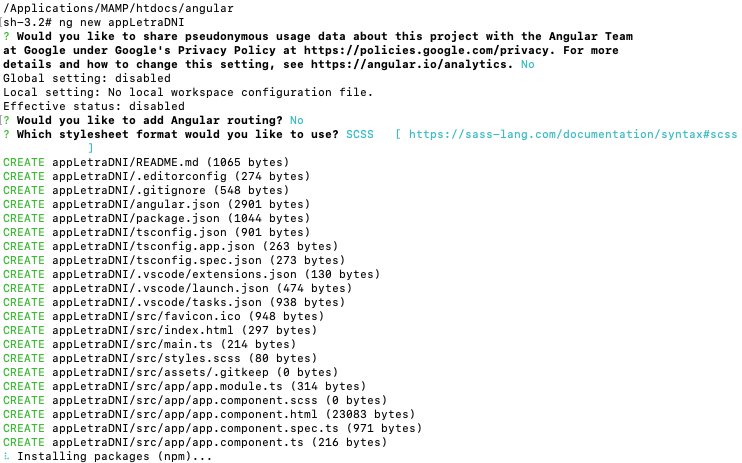 /Applications/MAMP/htdocs/angular
[sh-3.2# ng new appLetraDNI
? Would you like to share pseudonymous usage data about this project with the Angular Team
at Google under Google's Privacy Policy at https://policies.google.com/privacy. For more
details and how to change this setting, see https://angular.io/analytics. No
Global setting: disabled
Local setting: No local workspace configuration file.
Effective status: disabled
[? Would you like to add Angular routing? No
? Which stylesheet format would you like to use? SCSS   [ https://sass-lang.com/documentation/syntax#scss
]
CREATE appLetraDNI/README.md (1065 bytes)
CREATE appLetraDNI/.editorconfig (274 bytes)
CREATE appLetraDNI/.gitignore (548 bytes)
CREATE appLetraDNI/angular.json (2901 bytes)
CREATE appLetraDNI/package.json (1044 bytes)
CREATE appLetraDNI/tsconfig.json (901 bytes)
CREATE appLetraDNI/tsconfig.app.json (263 bytes)
CREATE appLetraDNI/tsconfig.spec.json (273 bytes)
CREATE appLetraDNI/.vscode/extensions.json (130 bytes)
CREATE appLetraDNI/.vscode/launch.json (474 bytes)
CREATE appLetraDNI/.vscode/tasks.json (938 bytes)
CREATE appLetraDNI/src/favicon.ico (948 bytes)
CREATE appLetraDNI/src/index.html (297 bytes)
CREATE appLetraDNI/src/main.ts (214 bytes)
CREATE appLetraDNI/src/styles.scss (80 bytes)
CREATE appLetraDNI/src/assets/.gitkeep (0 bytes)
CREATE appLetraDNI/src/app/app.module.ts (314 bytes)
CREATE appLetraDNI/src/app/app.component.scss (0 bytes)
CREATE appLetraDNI/src/app/app.component.html (23083 bytes)
CREATE appLetraDNI/src/app/app.component.spec.ts (971 bytes)
CREATE appLetraDNI/src/app/app.component.ts (216 bytes)
Installing packages (npm)...